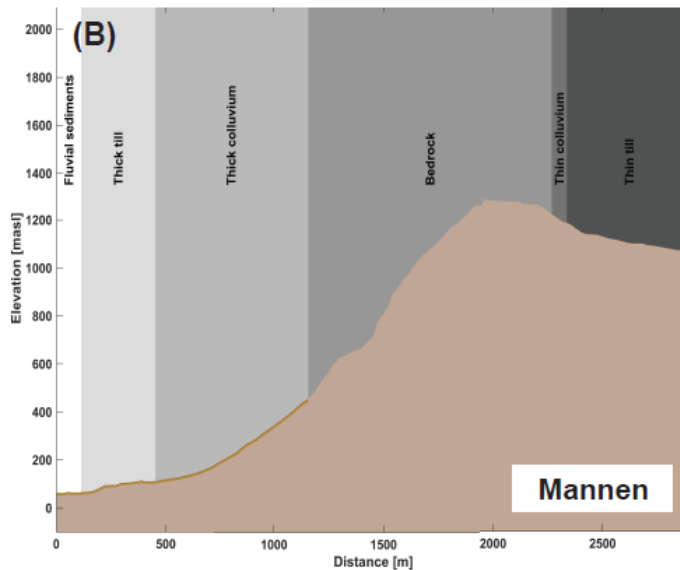 (B)
2000
1800
1600
1400
1200
1000
800
600
400
200
0
Elevation [masl]
Fluvial sediments
Thick till
Thick colluvium
Bedrock
Thin colluvium
Thin till
Mannen
0 500 1000 1500 2000 2500
Distance [m]